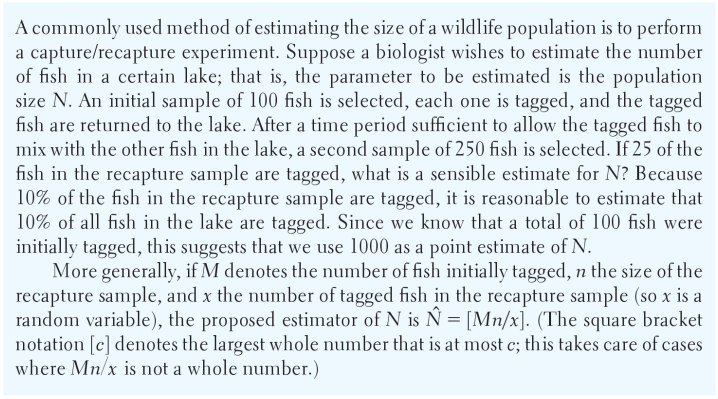 A commonly used method of estimating the size of a wildlife population is to perform
a capture/recapture experiment. Suppose a biologist wishes to estimate the number
of fish in a certain lake; that is, the parameter to be estimated is the population
size N. An initial sample of 100 fish is selected, each one is tagged, and the tagged
fish are returned to the lake. After a time period sufficient to allow the tagged fish to
mix with the other fish in the lake, a second sample of 250 fish is selected. If 25 of the
fish in the recapture sample are tagged, what is a sensible estimate for N? Because
10% of the fish in the recapture sample are tagged, it is reasonable to estimate that
10% of all fish in the lake are tagged. Since we know that a total of 100 fish were
initially tagged, this suggests that we use 1000 as a point estimate of N.
More generally, if M denotes the number of fish initially tagged, n the size of the
recapture sample, and x the number of tagged fish in the recapture sample (so x is a
random variable), the proposed estimator of N is N̂ = [Mn/x]. (The square bracket
notation [c] denotes the largest whole number that is at most c; this takes care of cases
where Mn/x is not a whole number.)